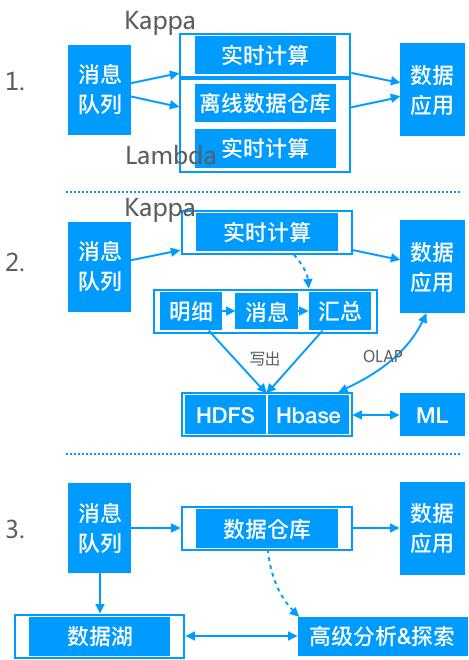 Kappa
1.
消息
队列
实时计算
离线数据仓库
实时计算
Lambda
数据
应用
Kappa
2.
消息
队列
实时计算
数据
应用
明细
消息
汇总
写出
OLAP
HDFS
Hbase
ML
3.
消息
队列
数据仓库
数据
应用
数据湖
高级分析&探索